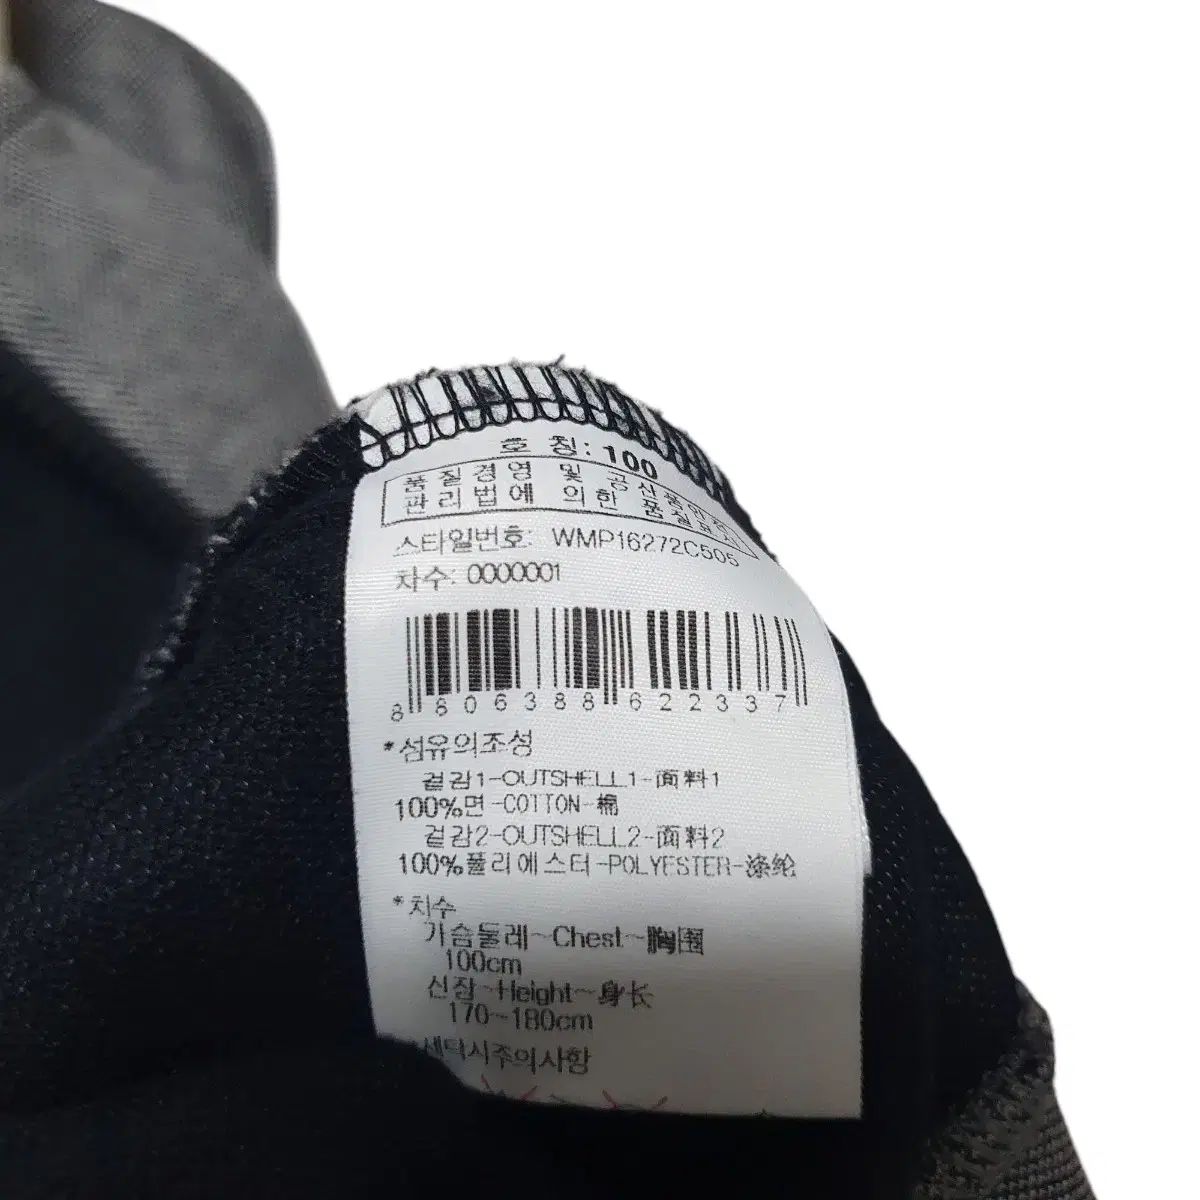 호 칭: 100
품질경영 및 공산품안전
관리법에 의한 품질표시
스타일번호: WMP16272C505
차수: 0000001
8806388622337
*섬유의조성
겉감1-OUTSHELL1-面料1
100%면-COTTON-棉
겉감2-OUTSHELL2-面料2
100%폴리에스터-POLYESTER-涤纶
*치수
가슴둘레~Chest~胸围
100cm
신장~Height~身长
170~180cm
세탁시주의사항